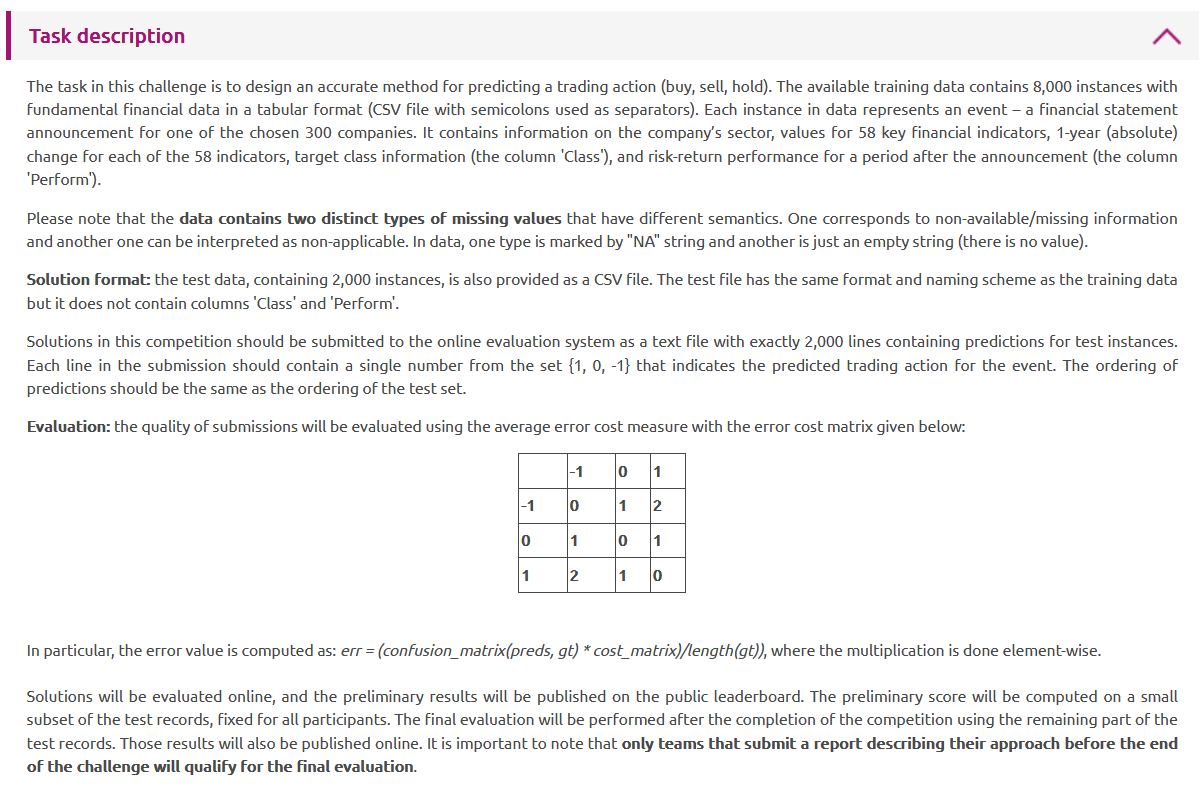 Task description
The task in this challenge is to design an accurate method for predicting a trading action (buy, sell, hold). The available training data contains 8,000 instances with
fundamental financial data in a tabular format (CSV file with semicolons used as separators). Each instance in data represents an event – a financial statement
announcement for one of the chosen 300 companies. It contains information on the company's sector, values for 58 key financial indicators, 1-year (absolute)
change for each of the 58 indicators, target class information (the column 'Class'), and risk-return performance for a period after the announcement (the column
'Perform').
Please note that the data contains two distinct types of missing values that have different semantics. One corresponds to non-available/missing information
and another one can be interpreted as non-applicable. In data, one type is marked by "NA" string and another is just an empty string (there is no value).
Solution format: the test data, containing 2,000 instances, is also provided as a CSV file. The test file has the same format and naming scheme as the training data
but it does not contain columns 'Class' and 'Perform'.
Solutions in this competition should be submitted to the online evaluation system as a text file with exactly 2,000 lines containing predictions for test instances.
Each line in the submission should contain a single number from the set {1, 0, -1} that indicates the predicted trading action for the event. The ordering of
predictions should be the same as the ordering of the test set.
Evaluation: the quality of submissions will be evaluated using the average error cost measure with the error cost matrix given below:
-1 0 1
-1 0 1 2
0 1 0 1
1 2 1 0
In particular, the error value is computed as: err = (confusion_matrix(preds, gt) * cost_matrix)/length(gt)), where the multiplication is done element-wise.
Solutions will be evaluated online, and the preliminary results will be published on the public leaderboard. The preliminary score will be computed on a small
subset of the test records, fixed for all participants. The final evaluation will be performed after the completion of the competition using the remaining part of the
test records. Those results will also be published online. It is important to note that only teams that submit a report describing their approach before the end
of the challenge will qualify for the final evaluation.